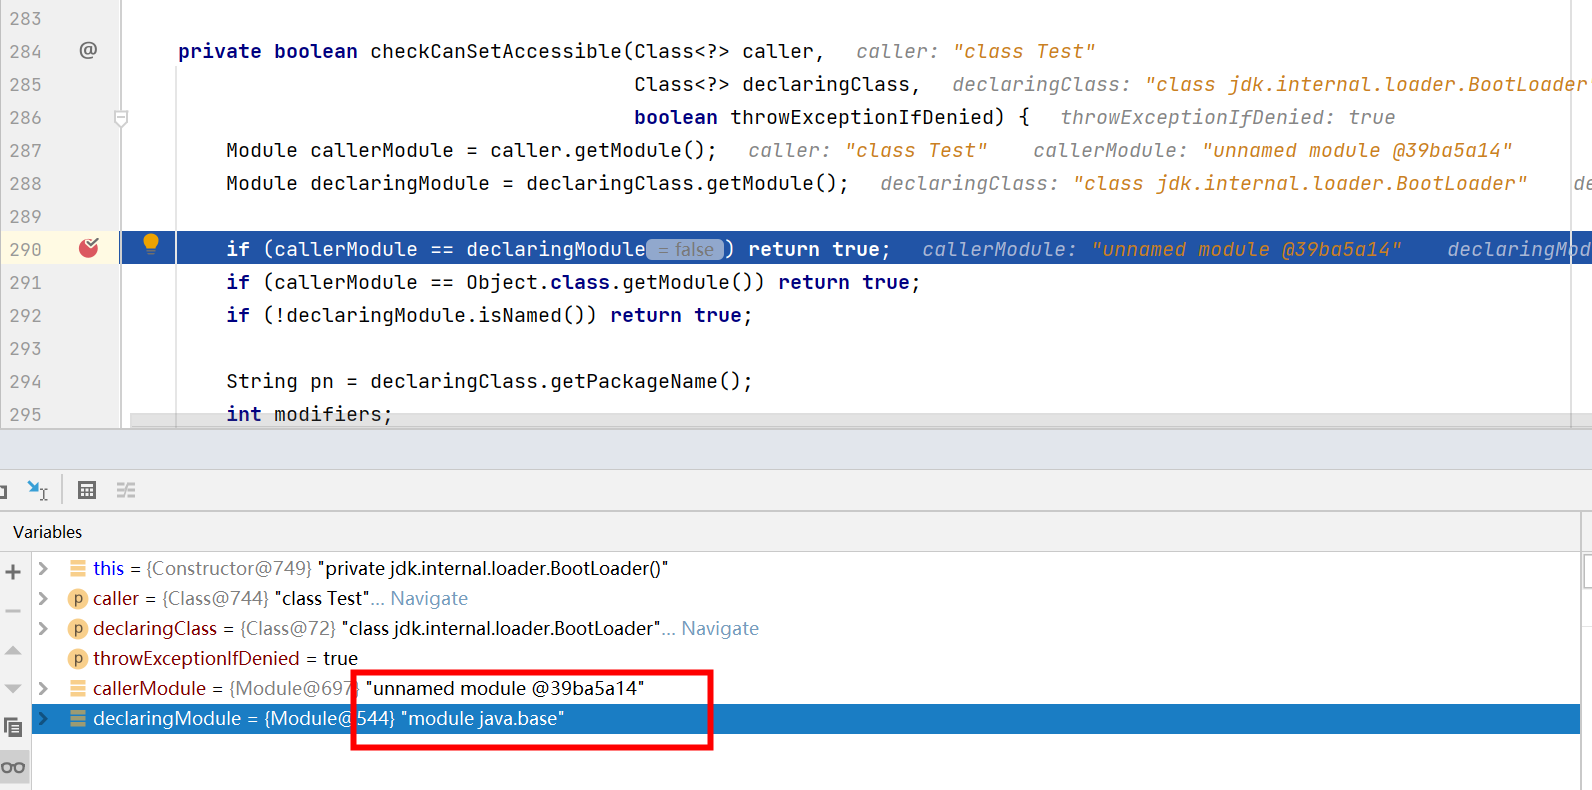 283
284 @ private boolean checkCanSetAccessible(Class<?> caller, caller: "class Test"
285 Class<?> declaringClass, declaringClass: "class jdk.internal.loader.BootLoader
286 boolean throwExceptionIfDenied) { throwExceptionIfDenied: true
287 Module callerModule = caller.getModule(); caller: "class Test" callerModule: "unnamed module @39ba5a14"
288 Module declaringModule = declaringClass.getModule(); declaringClass: "class jdk.internal.loader.BootLoader" de
289
290 if (callerModule == declaringModule = false ) return true; callerModule: "unnamed module @39ba5a14" declaringMod
291 if (callerModule == Object.class.getModule()) return true;
292 if (!declaringModule.isNamed()) return true;
293
294 String pn = declaringClass.getPackageName();
295 int modifiers;
Variables
this = {Constructor@749} "private jdk.internal.loader.BootLoader()"
p caller = {Class@744} "class Test"... Navigate
p declaringClass = {Class@72} "class jdk.internal.loader.BootLoader"... Navigate
p throwExceptionIfDenied = true
callerModule = {Module@697} "unnamed module @39ba5a14"
declaringModule = {Module@544} "module java.base"